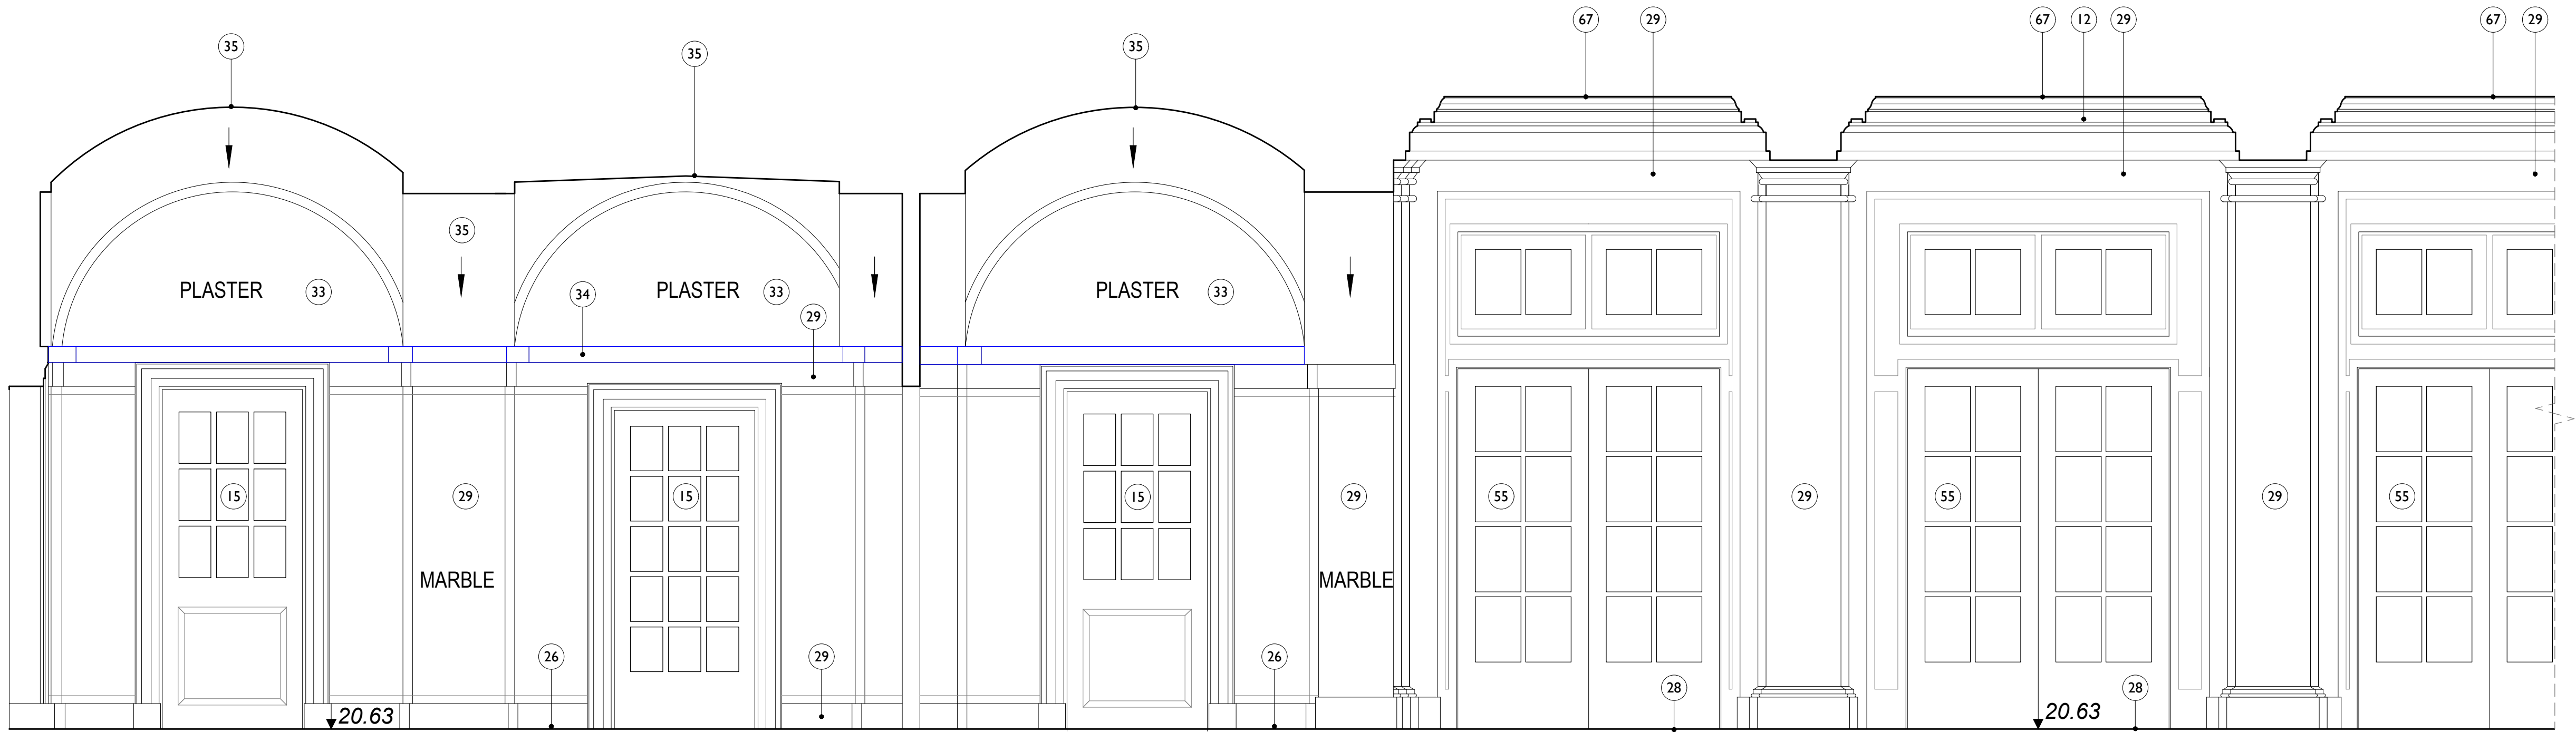 67 29 67 12 29 67 29
35 35 35
35
PLASTER 33 34 PLASTER 33 PLASTER 33
29
15 29 15 15 29 55 29 55 29 55
MARBLE MARBLE
26 29 26 28 28
20.63 20.63